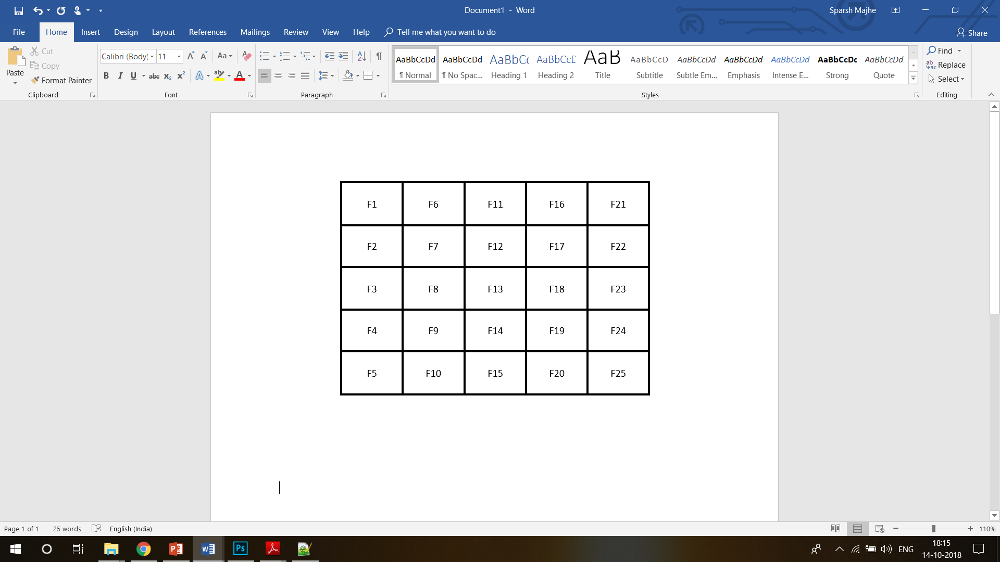 Document1 - Word
Sparsh Majhe
File Home Insert Design Layout References Mailings Review View Help Tell me what you want to do Share
Paste
Cut
Copy
Format Painter
Clipboard
Calibri (Body) 11
Font
Paragraph
AaBbCcDd AaBbCcDd AaBbCc AaBbCcD AaB AaBbCcD AaBbCcDd AaBbCcDd AaBbCcDd AaBbCcDc AaBbCcDd
¶ Normal ¶ No Spac... Heading 1 Heading 2 Title Subtitle Subtle Em... Emphasis Intense E... Strong Quote
Styles
Find
Replace
Select
Editing
F1 F6 F11 F16 F21
F2 F7 F12 F17 F22
F3 F8 F13 F18 F23
F4 F9 F14 F19 F24
F5 F10 F15 F20 F25
Page 1 of 1 25 words English (India) 110%
ENG 18:15
14-10-2018